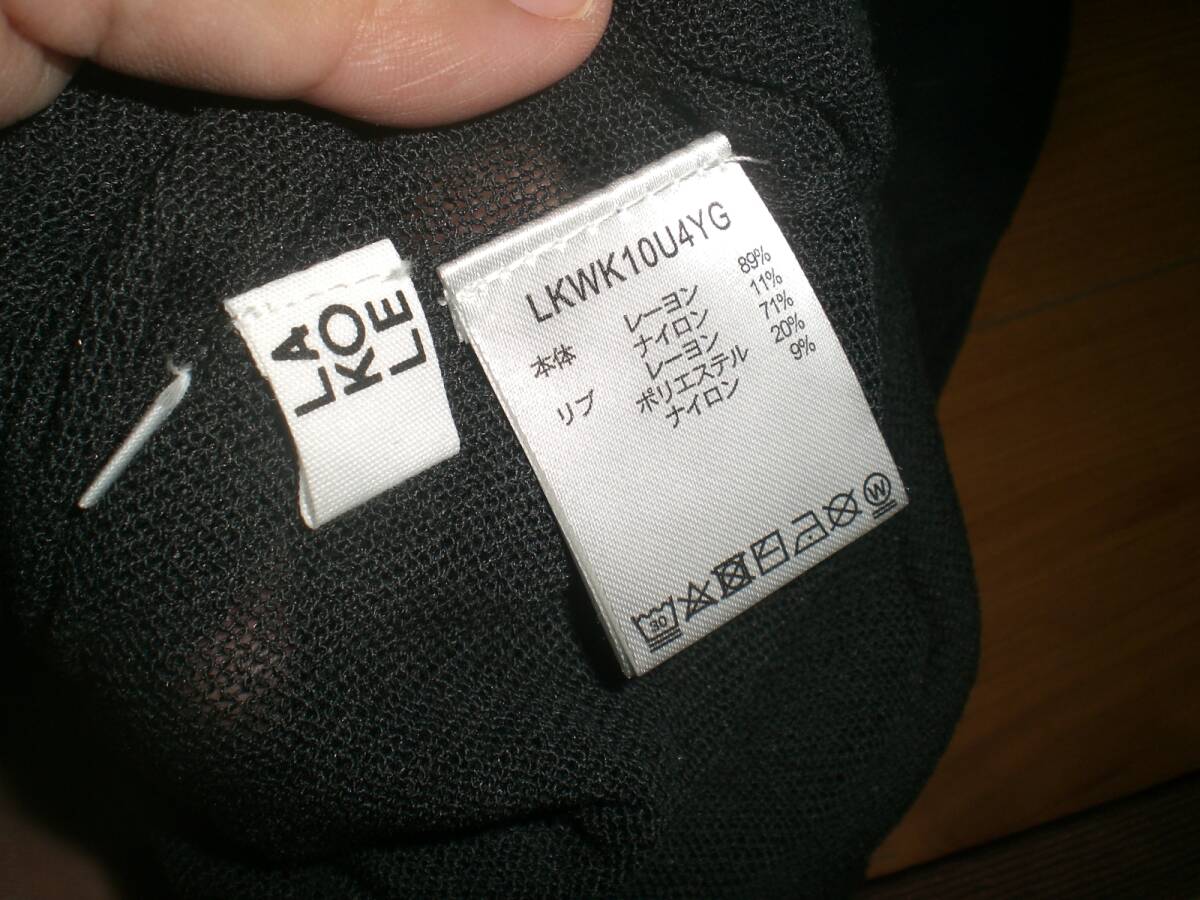 LA
KO
LE
LKWK10U4YG
本体 レーヨン 89%
ナイロン 11%
リブ レーヨン 71%
ポリエステル 20%
ナイロン 9%
30
W